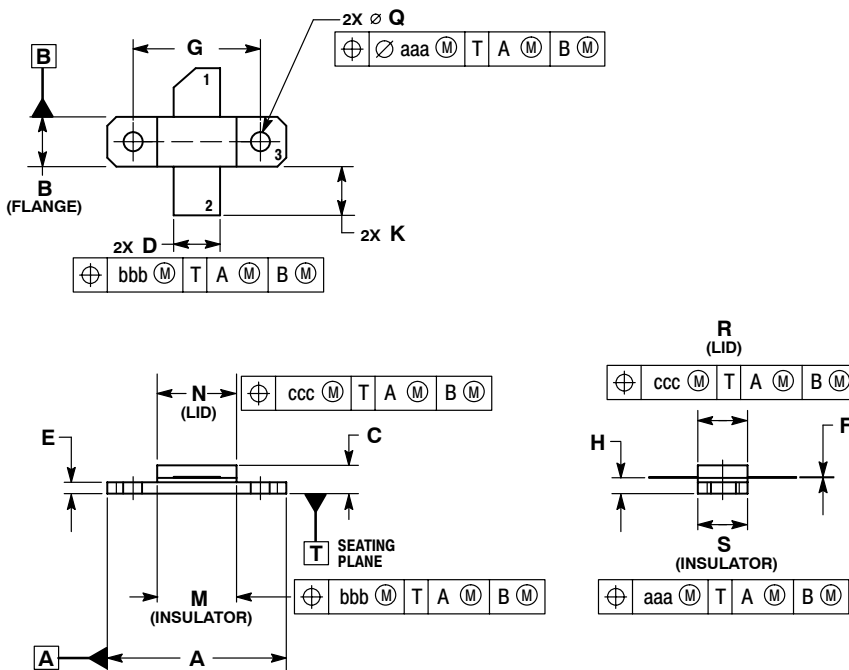 2X ⌀ Q
⌖ ⌀ aaa Ⓜ T A Ⓜ B Ⓜ
G
B
1
3
B
(FLANGE)
2
2X K
2X D
⌖ bbb Ⓜ T A Ⓜ B Ⓜ
R
(LID)
⌖ ccc Ⓜ T A Ⓜ B Ⓜ
N
(LID)
⌖ ccc Ⓜ T A Ⓜ B Ⓜ
E
C
H
F
T SEATING
PLANE
S
(INSULATOR)
M
(INSULATOR)
⌖ bbb Ⓜ T A Ⓜ B Ⓜ
⌖ aaa Ⓜ T A Ⓜ B Ⓜ
A
A